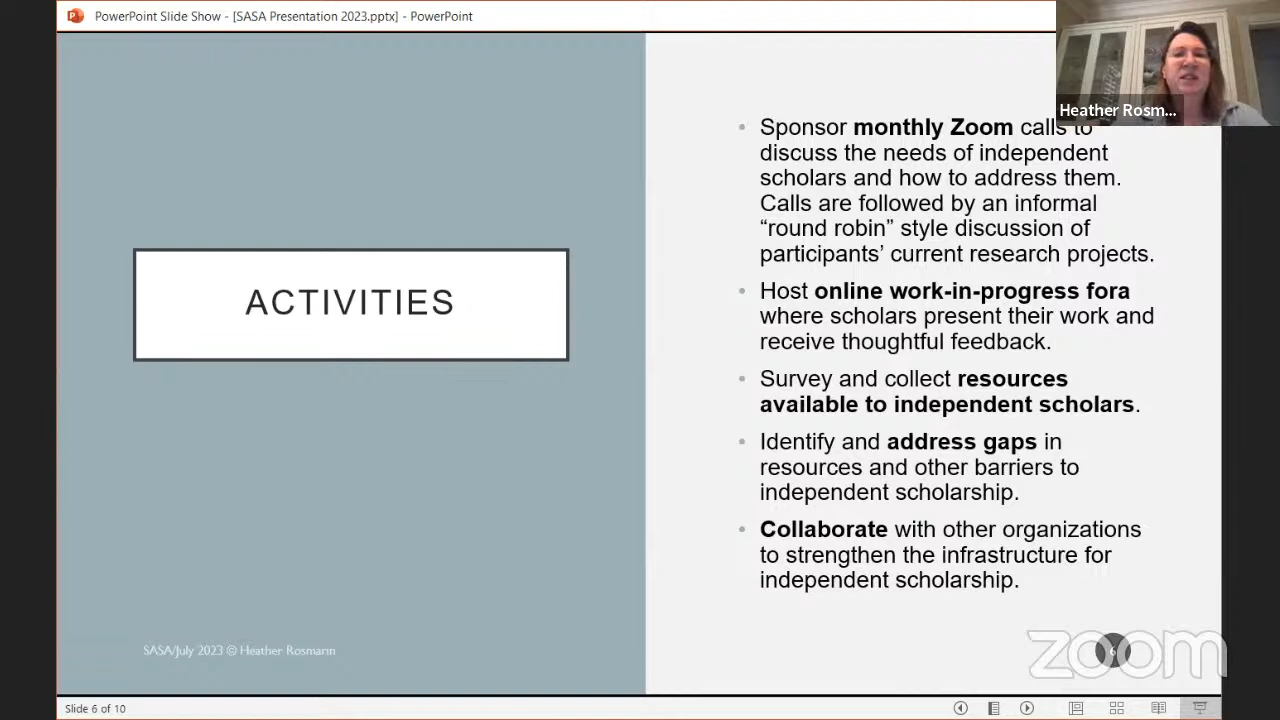 PowerPoint Slide Show - [SASA Presentation 2023.pptx] - PowerPoint
Heather Rosm...
ACTIVITIES
• Sponsor monthly Zoom calls to
discuss the needs of independent
scholars and how to address them.
Calls are followed by an informal
“round robin” style discussion of
participants’ current research projects.
• Host online work-in-progress fora
where scholars present their work and
receive thoughtful feedback.
• Survey and collect resources
available to independent scholars.
• Identify and address gaps in
resources and other barriers to
independent scholarship.
• Collaborate with other organizations
to strengthen the infrastructure for
independent scholarship.
SASA/July 2023 © Heather Rosmarin
6
zoom
Slide 6 of 10